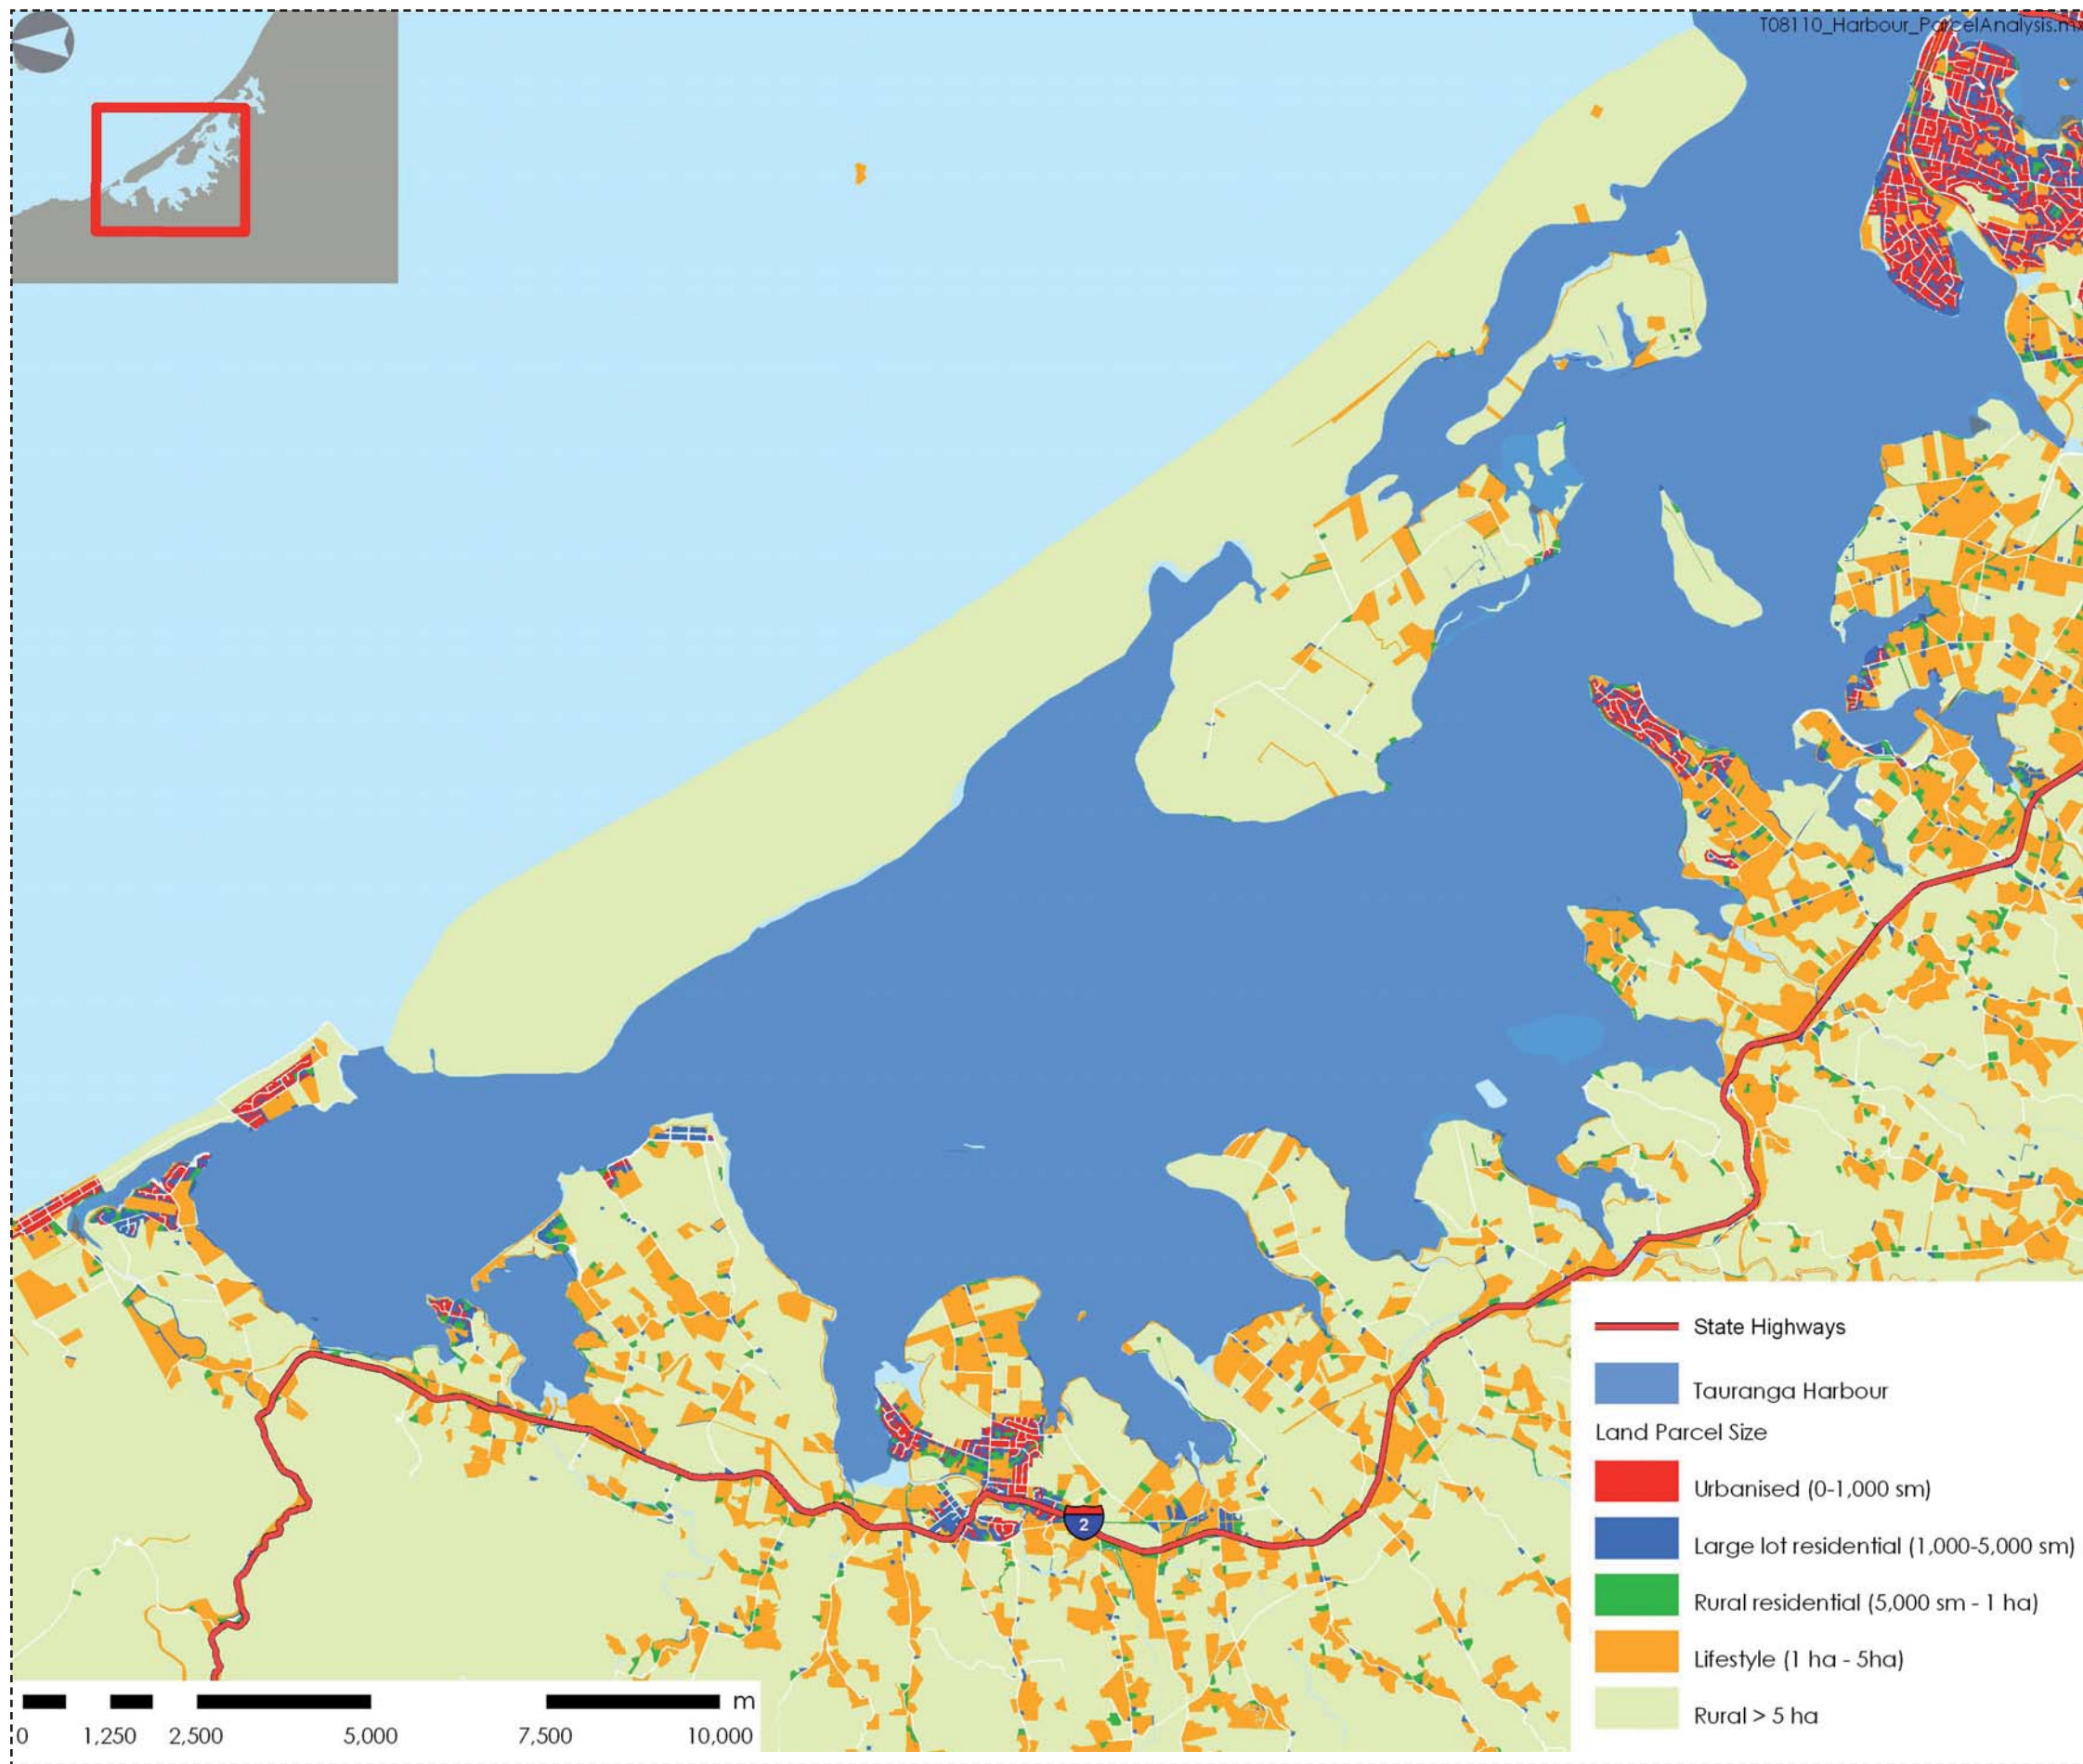 T08110_Harbour_ParcelAnalysis.mx
2
State Highways
Tauranga Harbour
Land Parcel Size
Urbanised (0-1,000 sm)
Large lot residential (1,000-5,000 sm)
Rural residential (5,000 sm - 1 ha)
Lifestyle (1 ha - 5ha)
Rural > 5 ha
m
0 1,250 2,500 5,000 7,500 10,000